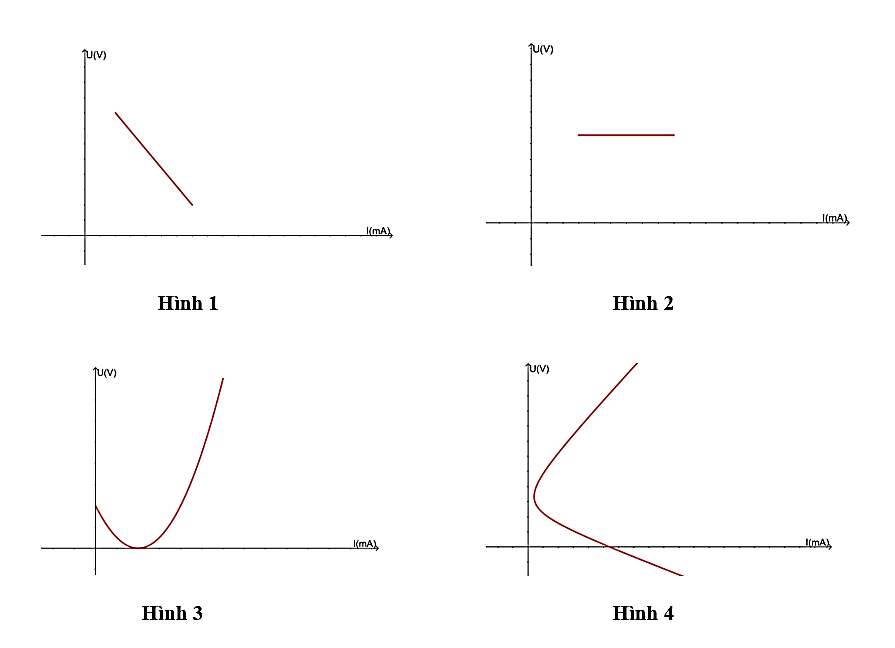 U(V)
I(mA)
Hình 1
U(V)
I(mA)
Hình 2
U(V)
I(mA)
Hình 3
U(V)
I(mA)
Hình 4